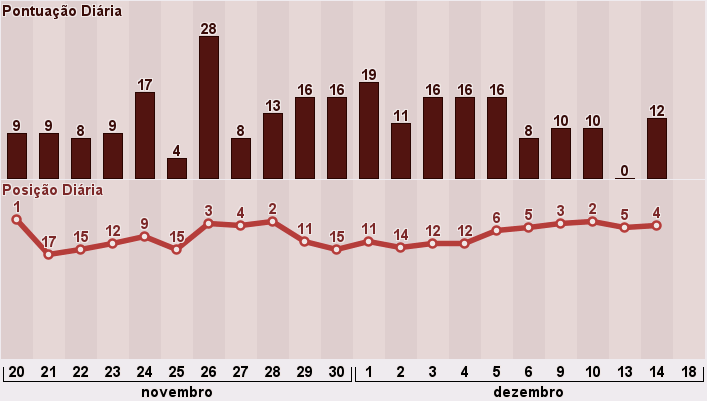 Pontuação Diária
9 9 8 9 17 4 28 8 13 16 16 19 11 16 16 16 8 10 10 0 12
Posição Diária
1 17 15 12 9 15 3 4 2 11 15 11 14 12 12 6 5 3 2 5 4
20 21 22 23 24 25 26 27 28 29 30 1 2 3 4 5 6 9 10 13 14 18
novembro dezembro